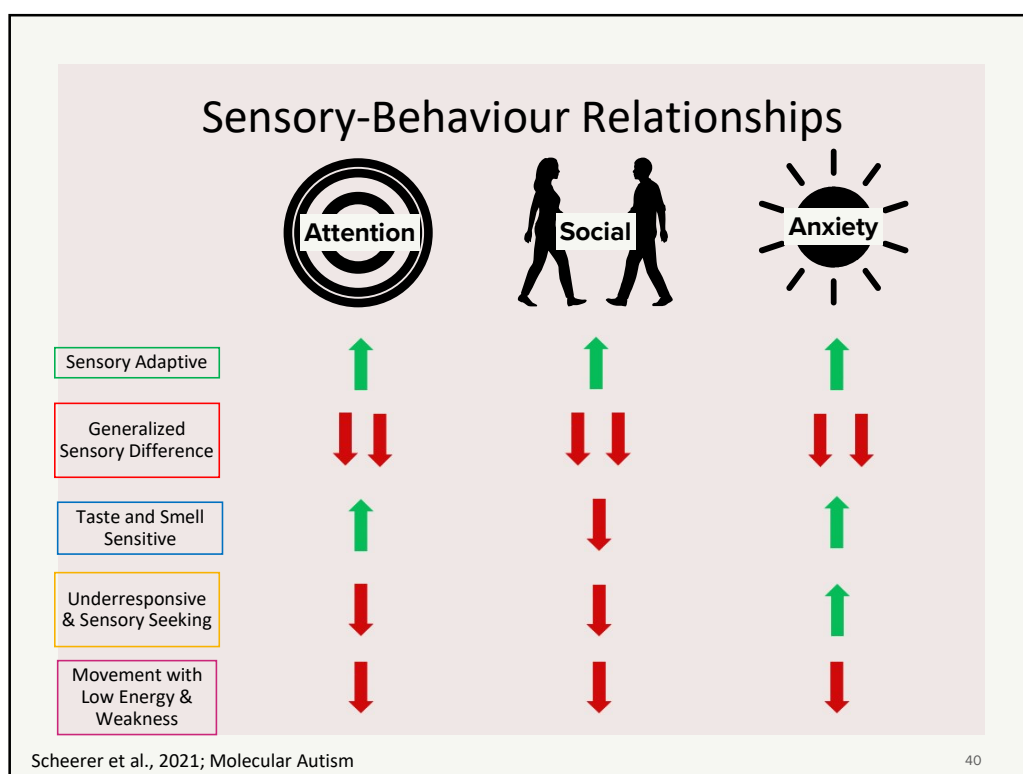 Sensory-Behaviour Relationships
Attention
Social
Anxiety
Sensory Adaptive
Generalized
Sensory Difference
Taste and Smell
Sensitive
Underresponsive
& Sensory Seeking
Movement with
Low Energy &
Weakness
Scheerer et al., 2021; Molecular Autism
40